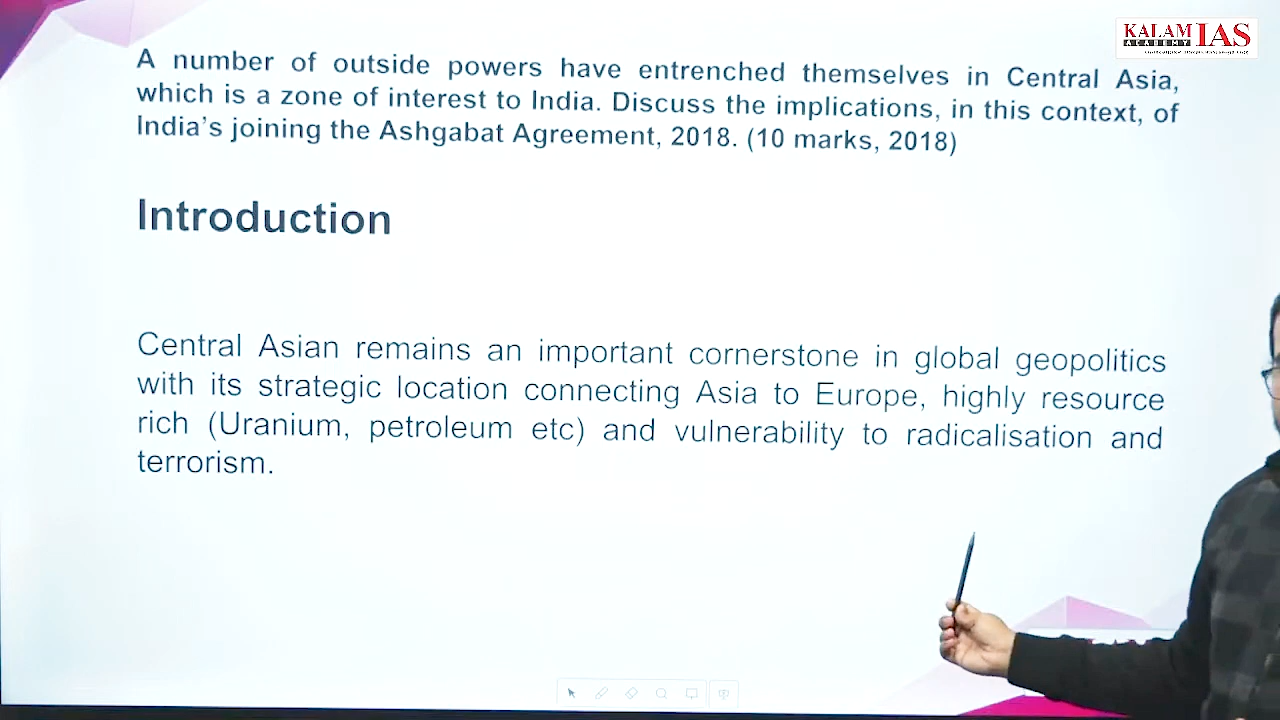 KALAM IAS
ACADEMY
A number of outside powers have entrenched themselves in Central Asia,
which is a zone of interest to India. Discuss the implications, in this context, of
India's joining the Ashgabat Agreement, 2018. (10 marks, 2018)
Introduction
Central Asian remains an important cornerstone in global geopolitics
with its strategic location connecting Asia to Europe, highly resource
rich (Uranium, petroleum etc) and vulnerability to radicalisation and
terrorism.